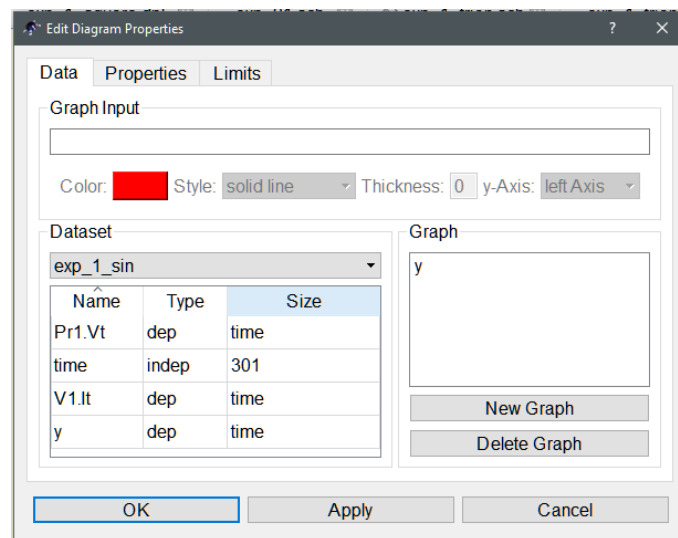 Edit Diagram Properties ? ×
Data Properties Limits
Graph Input
Color: Style: solid line Thickness: 0 y-Axis: left Axis
Dataset
exp_1_sin
Name Type Size
Pr1.Vt dep time
time indep 301
V1.It dep time
y dep time
Graph
y
New Graph
Delete Graph
OK Apply Cancel